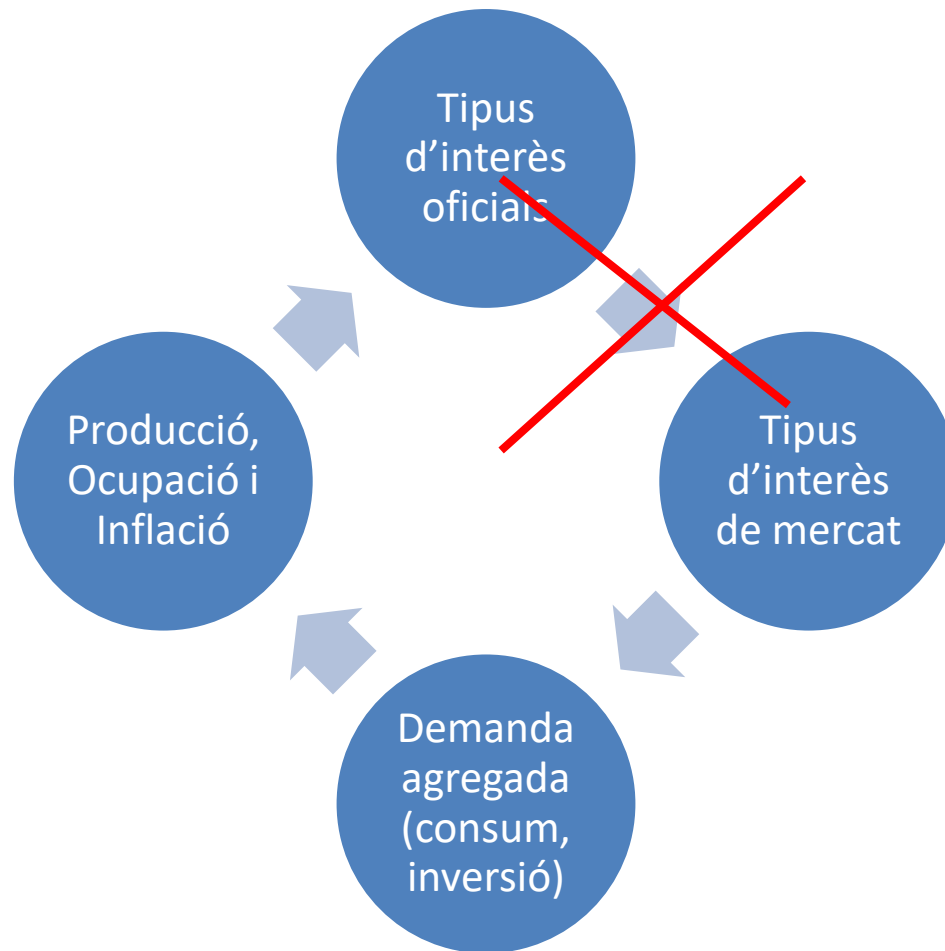 Tipus
d’interès
oficials
Tipus
d’interès
de mercat
Demanda
agregada
(consum,
inversió)
Producció,
Ocupació i
Inflació